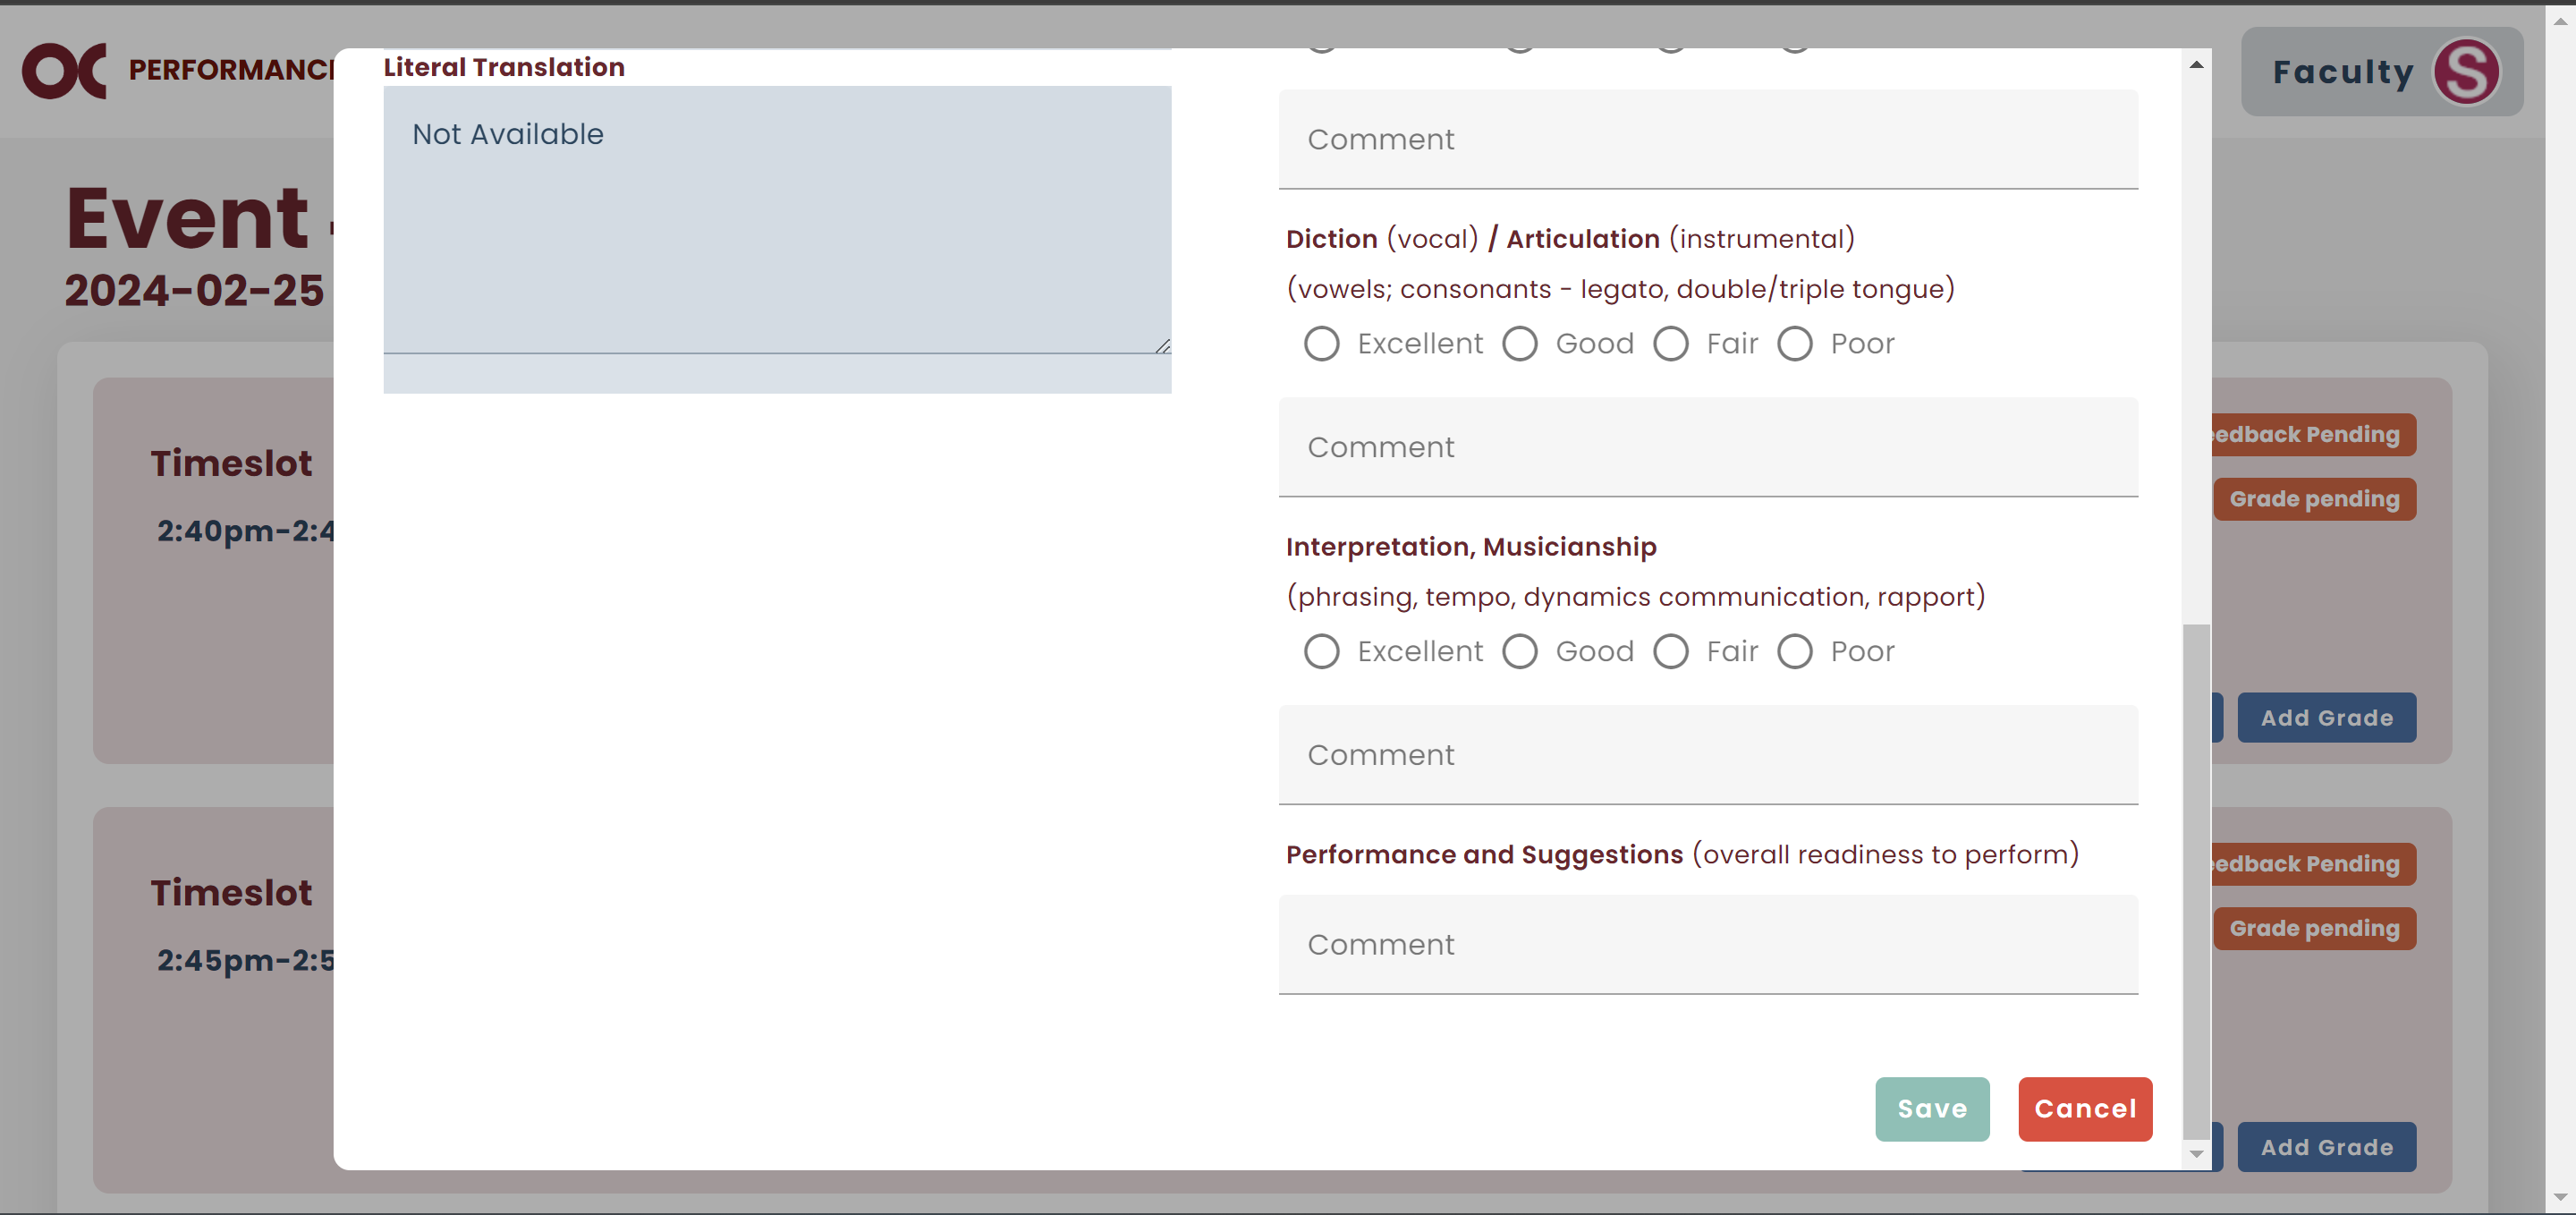 OC PERFORMANC
Faculty S
Event
2024-02-25
Timeslot
2:40pm-2:4
Timeslot
2:45pm-2:5
Literal Translation
Not Available
Comment
Diction (vocal) / Articulation (instrumental)
(vowels; consonants - legato, double/triple tongue)
Excellent Good Fair Poor
Comment
Interpretation, Musicianship
(phrasing, tempo, dynamics communication, rapport)
Excellent Good Fair Poor
Comment
Performance and Suggestions (overall readiness to perform)
Comment
Save Cancel
edback Pending
Grade pending
Add Grade
edback Pending
Grade pending
Add Grade